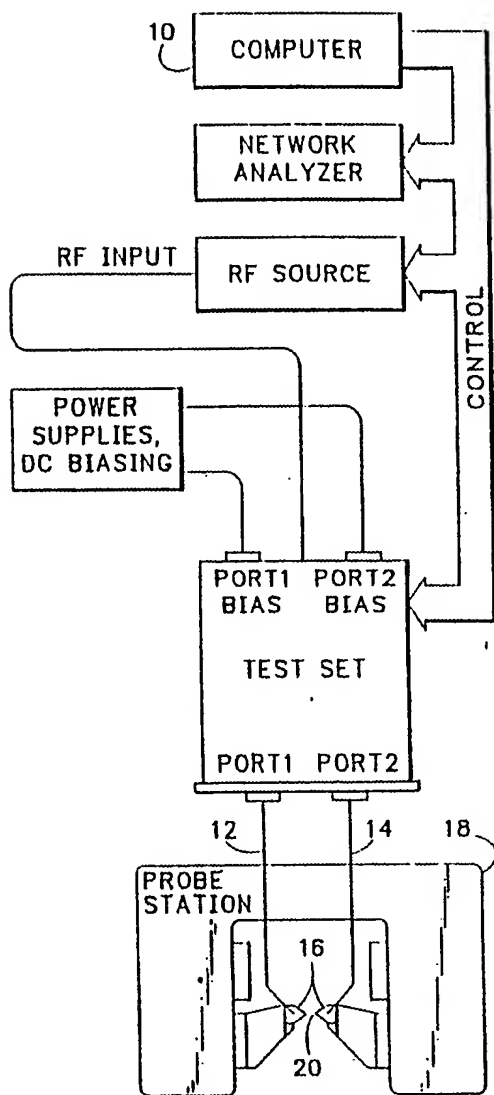 10
COMPUTER
NETWORK
ANALYZER
RF INPUT
RF SOURCE
CONTROL
POWER
SUPPLIES,
DC BIASING
PORT1 PORT2
BIAS BIAS
TEST SET
PORT1 PORT2
12 14 18
PROBE
STATION
16
20